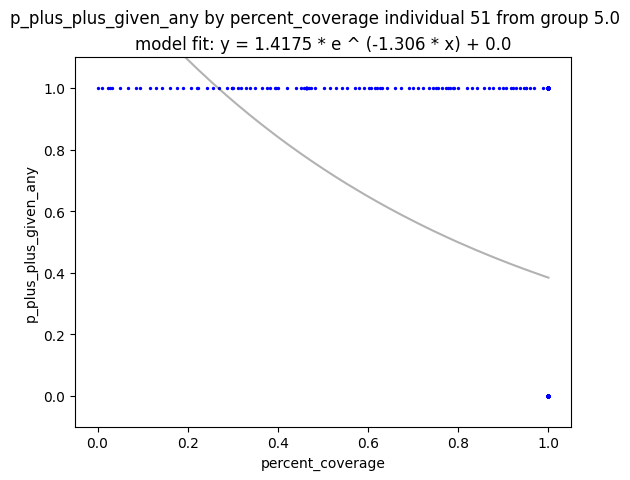 p_plus_plus_given_any by percent_coverage individual 51 from group 5.0
model fit: y = 1.4175 * e ^ (-1.306 * x) + 0.0
1.0
0.8
0.6
0.4
0.2
0.0
p_plus_plus_given_any
0.0 0.2 0.4 0.6 0.8 1.0
percent_coverage